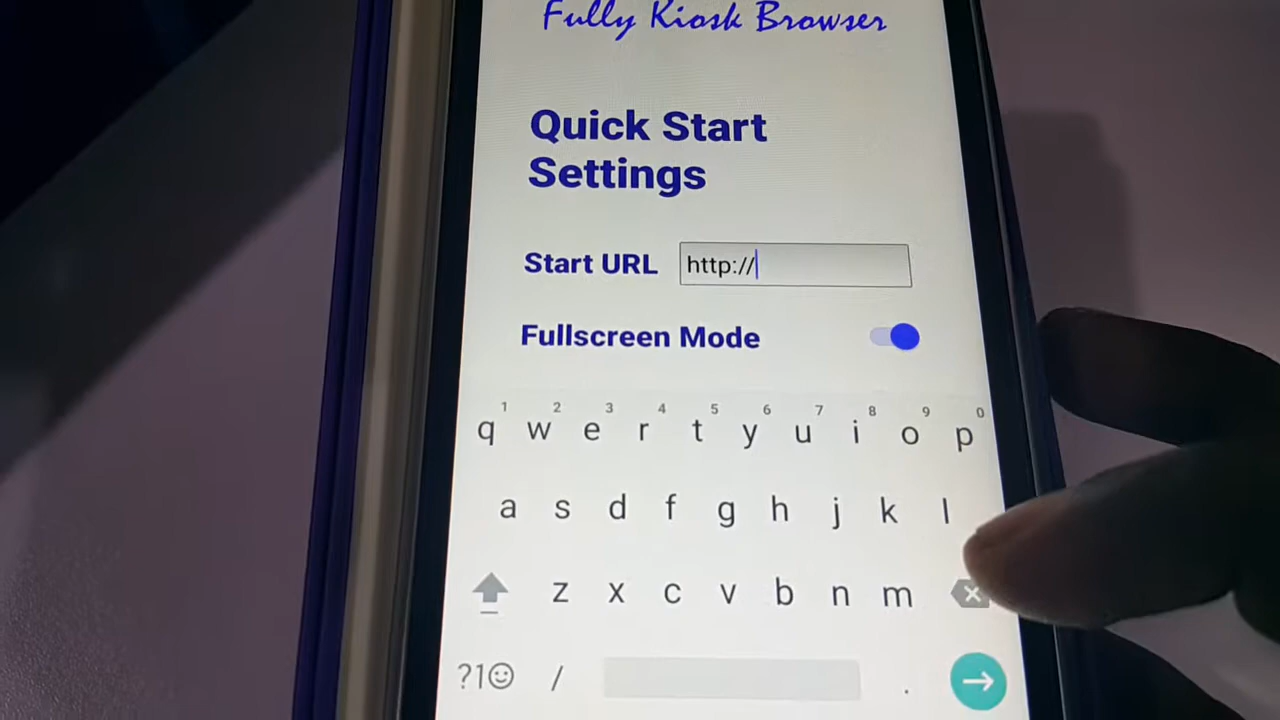 Fully Kiosk Browser
Quick Start
Settings
Start URL http://
Fullscreen Mode
1 2 3 4 5 6 7 8 9 0
q w e r t y u i o p
a s d f g h j k l
z x c v b n m
?1☺ / .